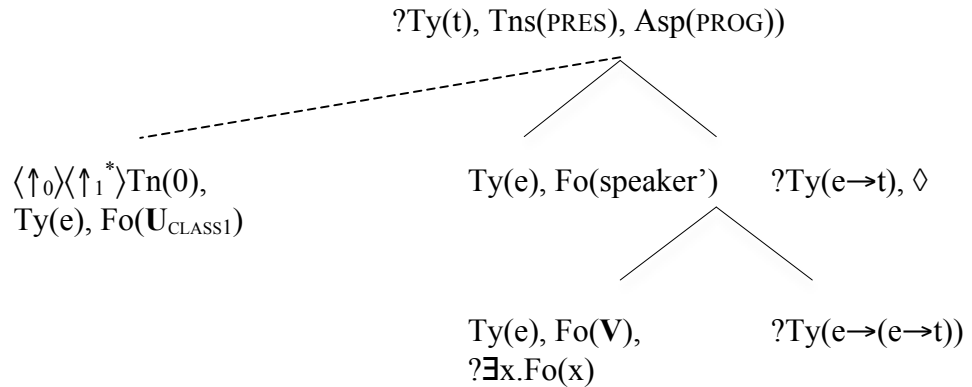 ?Ty(t), Tns(PRES), Asp(PROG))
⟨↑₀⟩⟨↑₁*⟩Tn(0), Ty(e), Fo(speaker’) ?Ty(e→t), ◊
Ty(e), Fo(U_CLASS1)
Ty(e), Fo(V), ?Ty(e→(e→t))
?∃x.Fo(x)